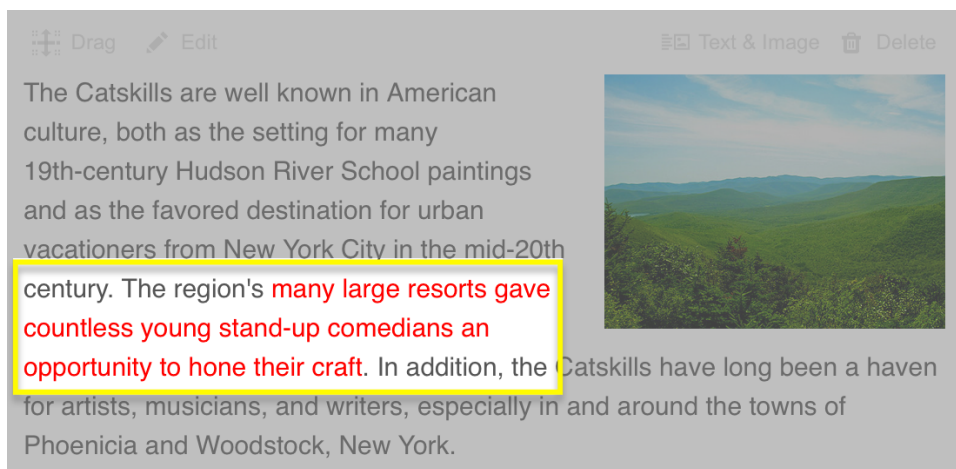 Drag Edit Text & Image Delete
The Catskills are well known in American
culture, both as the setting for many
19th-century Hudson River School paintings
and as the favored destination for urban
vacationers from New York City in the mid-20th
century. The region's many large resorts gave
countless young stand-up comedians an
opportunity to hone their craft. In addition, the Catskills have long been a haven
for artists, musicians, and writers, especially in and around the towns of
Phoenicia and Woodstock, New York.